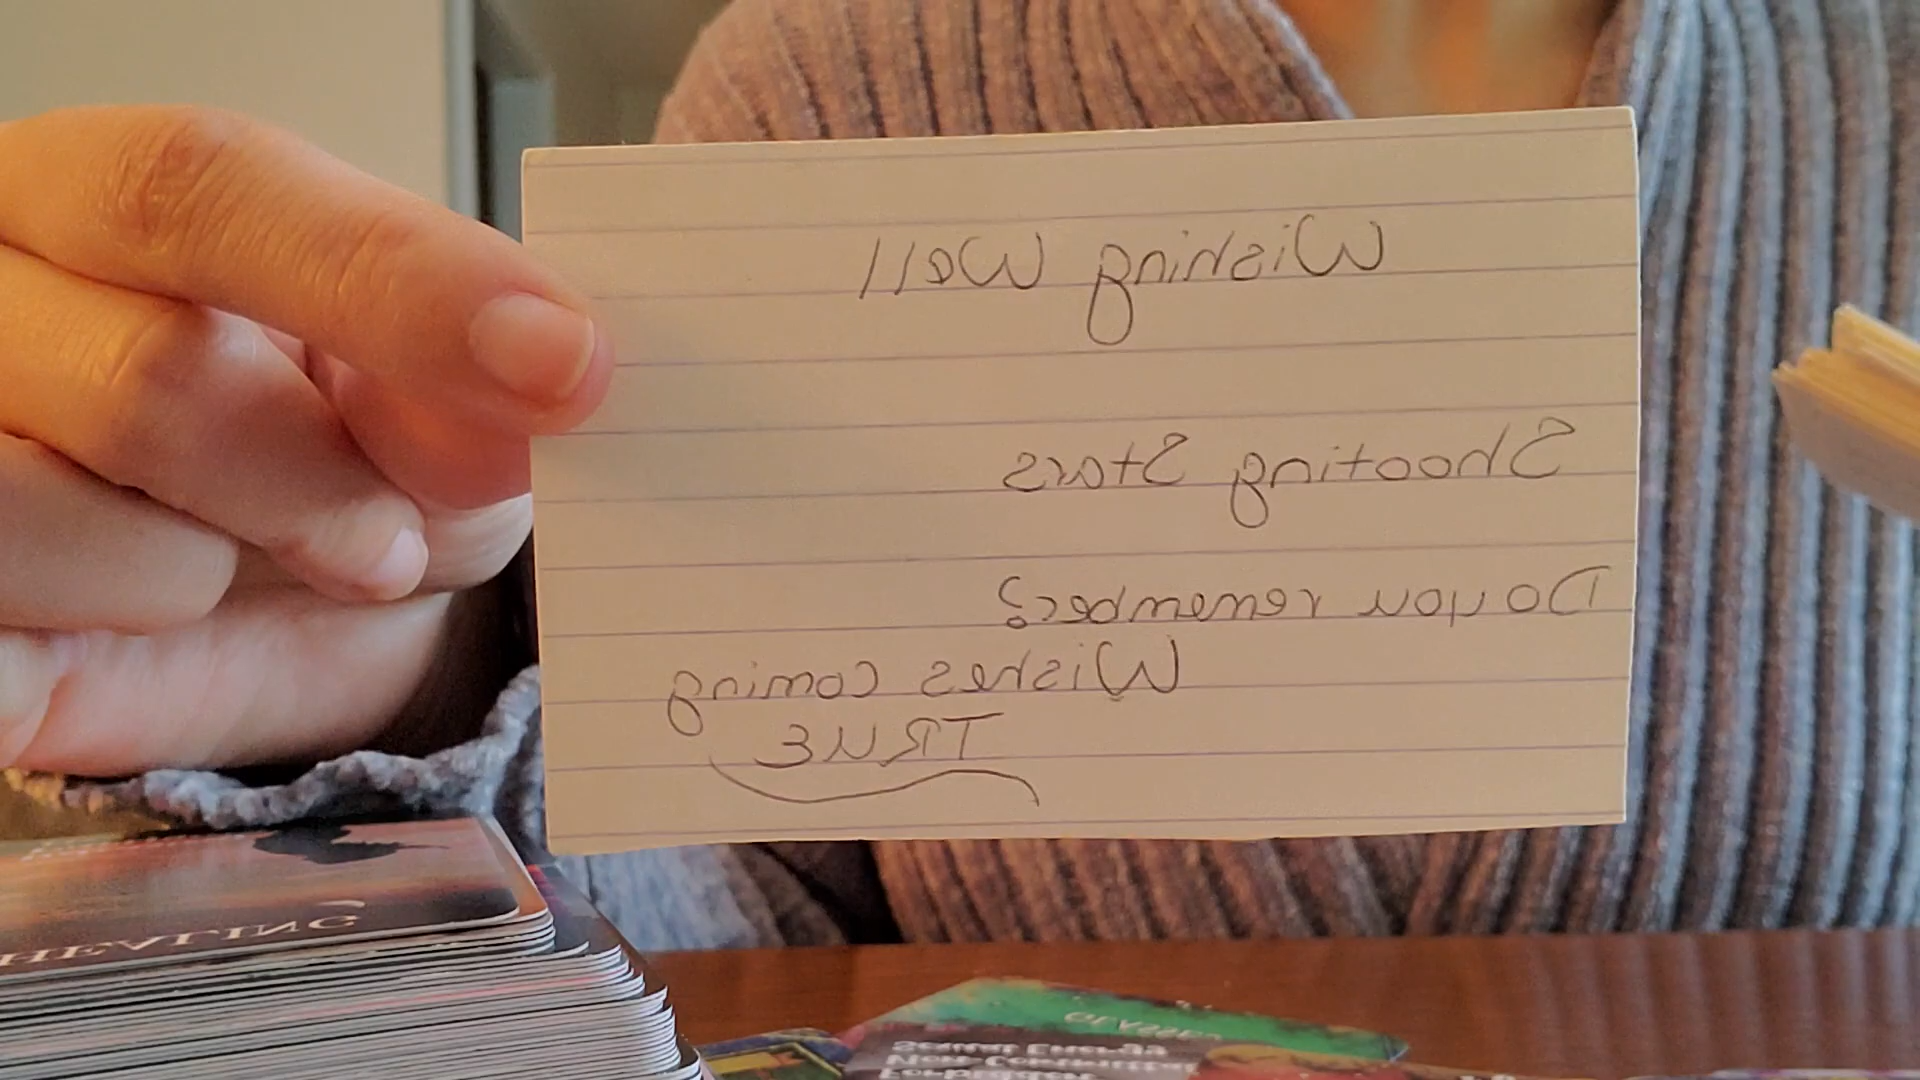 Wishing Well
Shooting Stars
Do you remember?
Wishes coming
TRUE
HEALING